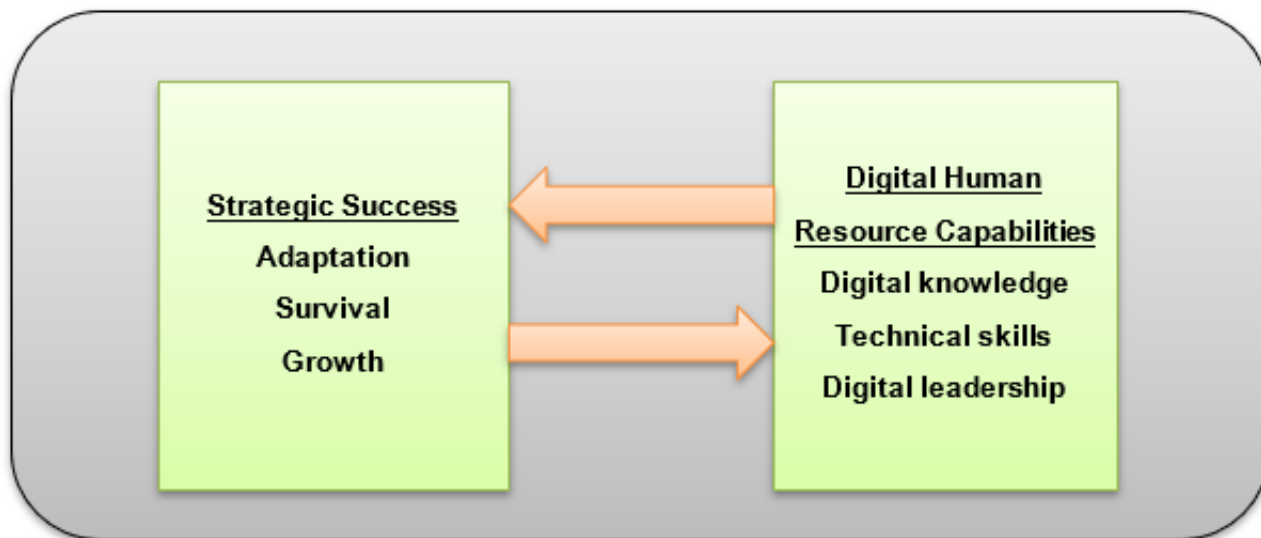 Strategic Success
Adaptation
Survival
Growth
Digital Human
Resource Capabilities
Digital knowledge
Technical skills
Digital leadership